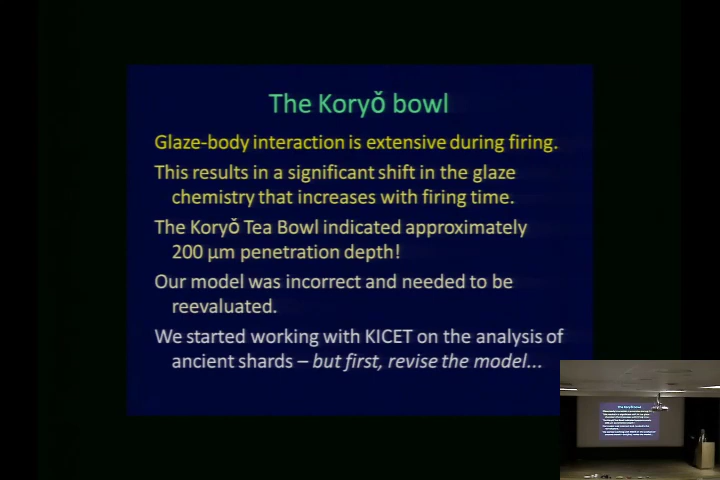 The Koryǒ bowl
Glaze-body interaction is extensive during firing.
This results in a significant shift in the glaze
chemistry that increases with firing time.
The Koryǒ Tea Bowl indicated approximately
200 µm penetration depth!
Our model was incorrect and needed to be
reevaluated.
We started working with KICET on the analysis of
ancient shards – but first, revise the model...